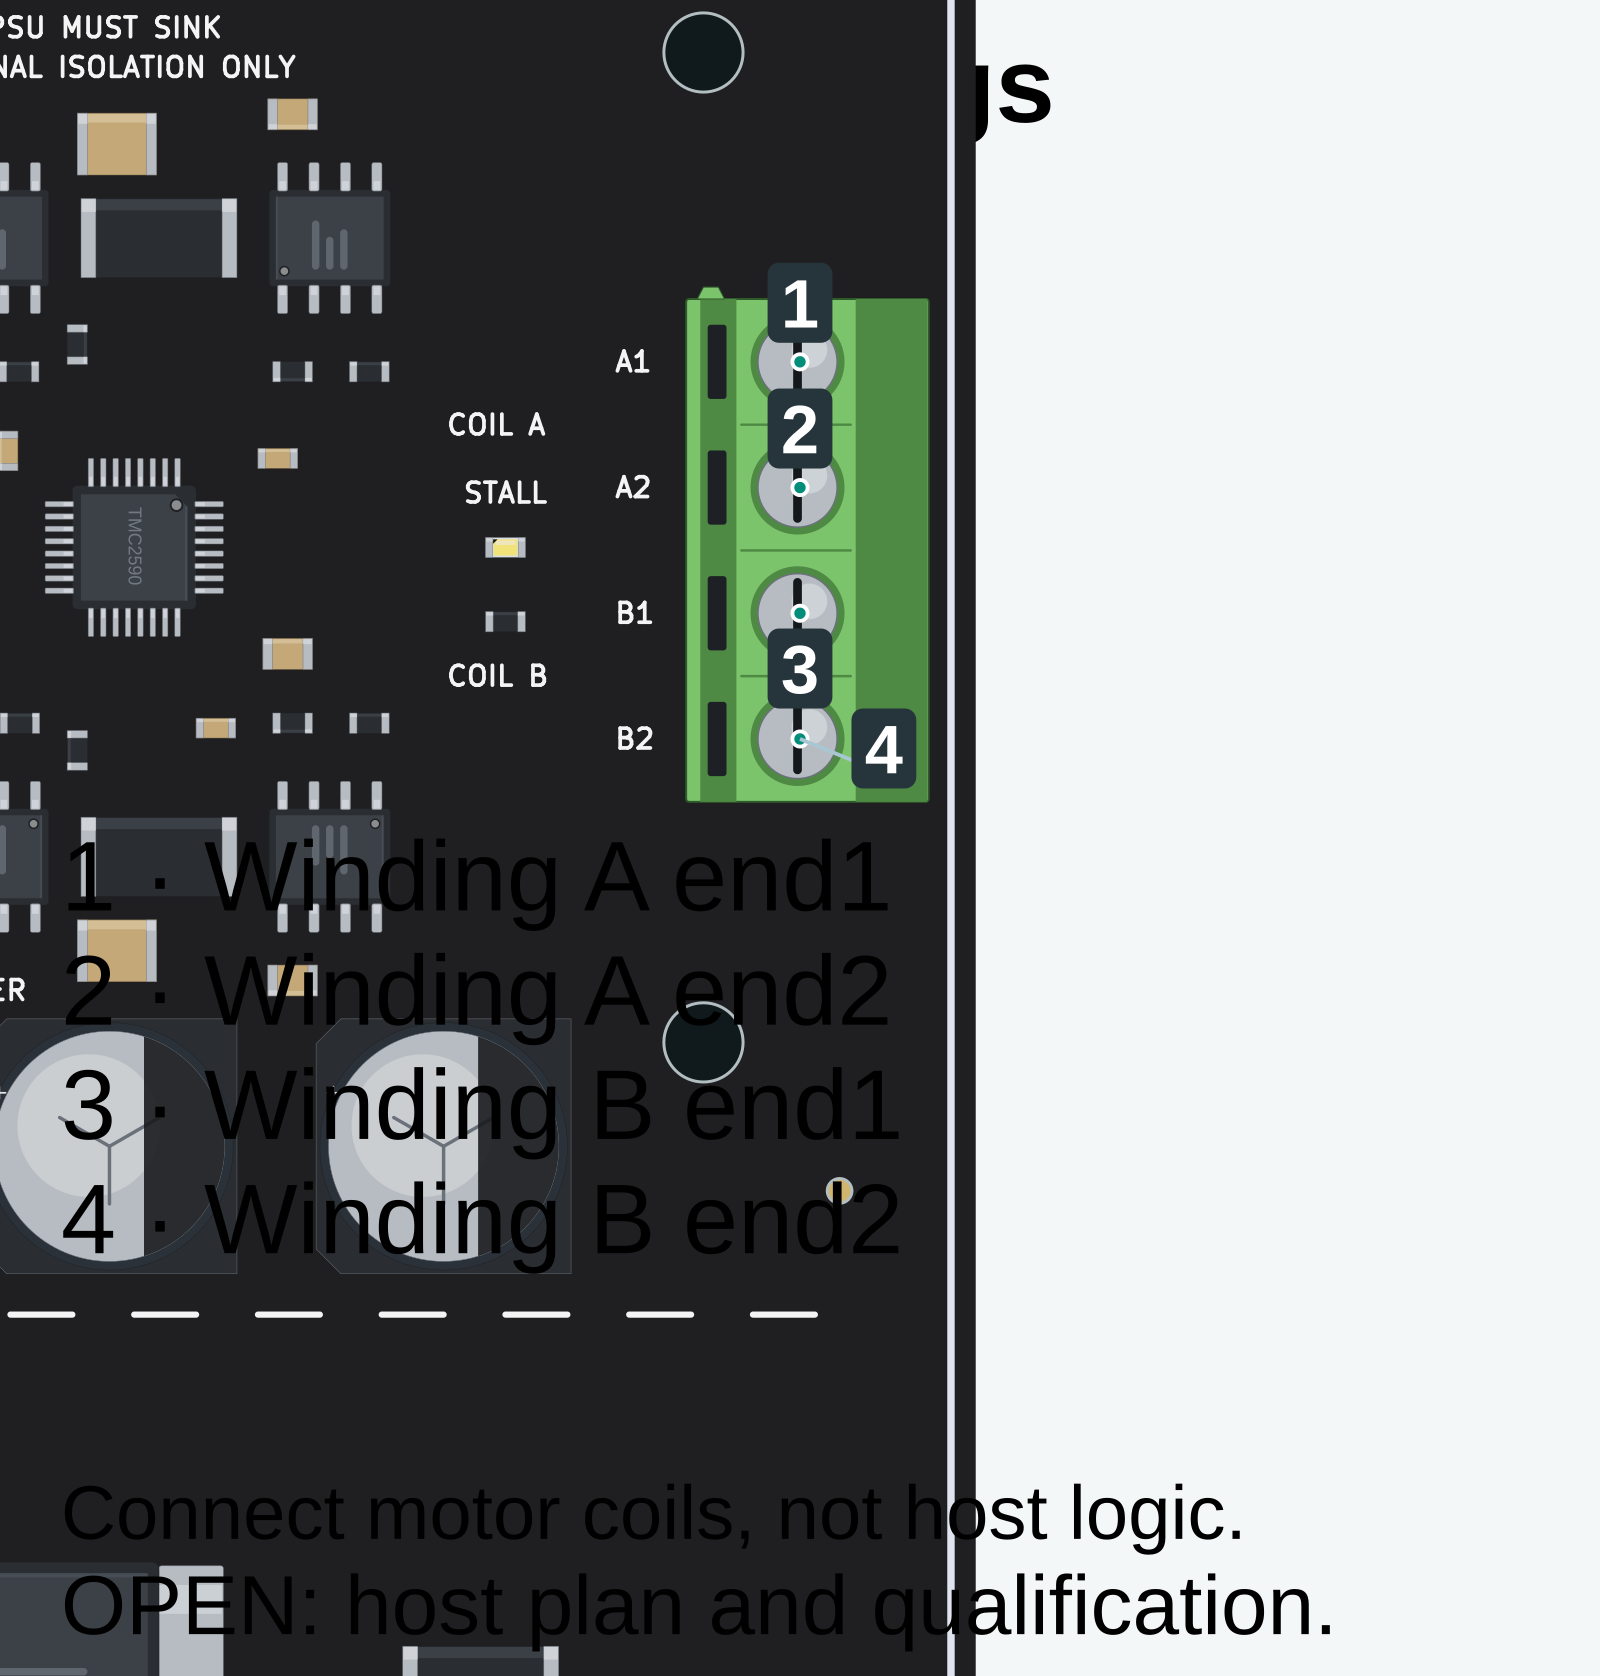 PSU MUST SINK
NAL ISOLATION ONLY
gs
1
A1
COIL A
2
STALL
A2
TMC2590
B1
COIL B
3
B2
4
1 · Winding A end1
2 · Winding A end2
ER
3 · Winding B end1
4 · Winding B end2
Connect motor coils, not host logic.
OPEN: host plan and qualification.